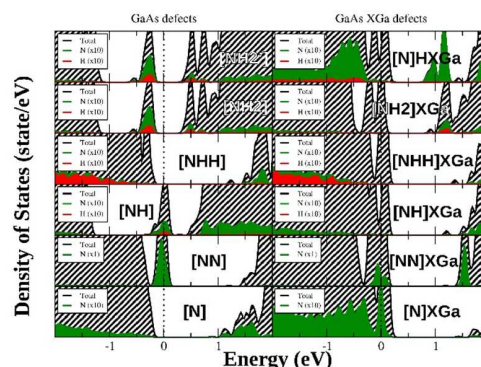 GaAs defects
GaAs XGa defects
Density of States (state/eV)
Total
N (x10)
H (x10)
[NH2]
Total
N (x10)
H (x10)
[N]HXGa
Total
N (x10)
H (x10)
[NH2]
Total
N (x10)
H (x10)
[NH2]XGa
Total
N (x10)
H (x10)
[NHH]
Total
N (x10)
H (x10)
[NHH]XGa
Total
N (x10)
H (x10)
[NH]
Total
N (x10)
H (x10)
[NH]XGa
Total
N (x1)
[NN]
Total
N (x1)
[NN]XGa
Total
N (x10)
[N]
Total
N (x10)
[N]XGa
-1 0 1 -1 0 1
Energy (eV)